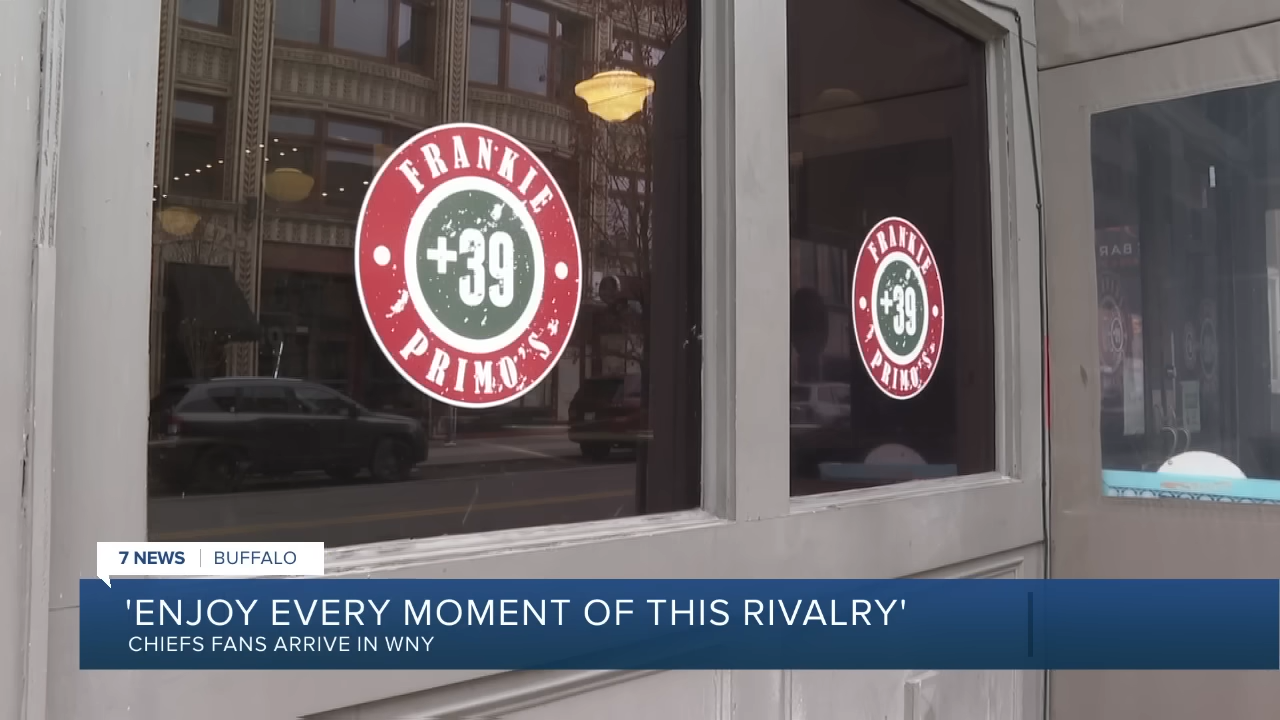 FRANKIE
+39
PRIMO'S
FRANKIE
+39
PRIMO'S
BAR
7 NEWS | BUFFALO
'ENJOY EVERY MOMENT OF THIS RIVALRY'
CHIEFS FANS ARRIVE IN WNY